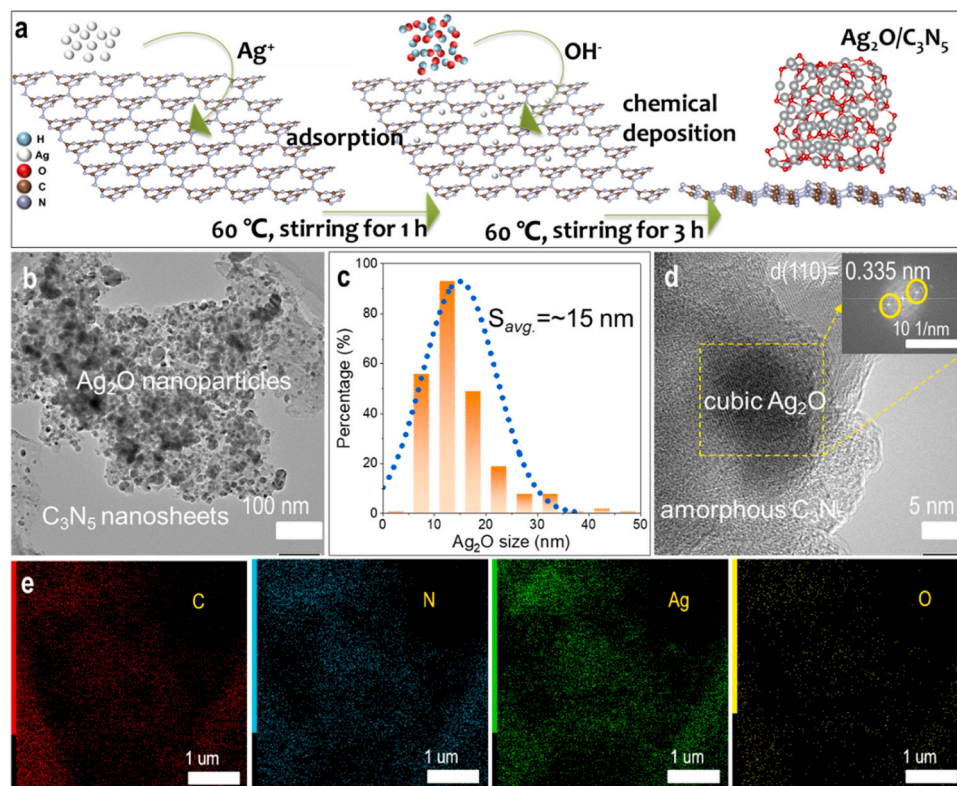 a
Ag⁺
OH⁻
Ag₂O/C₃N₅
adsorption
chemical
deposition
H
Ag
O
C
N
60 ℃, stirring for 1 h
60 ℃, stirring for 3 h
b
Ag₂O nanoparticles
C₃N₅ nanosheets
100 nm
c
Savg.=~15 nm
Percentage (%)
100
80
60
40
20
0
0 10 20 30 40 50
Ag₂O size (nm)
d
d(110)= 0.335 nm
10 1/nm
cubic Ag₂O
amorphous C₃N
5 nm
e
C
N
Ag
O
1 um
1 um
1 um
1 um